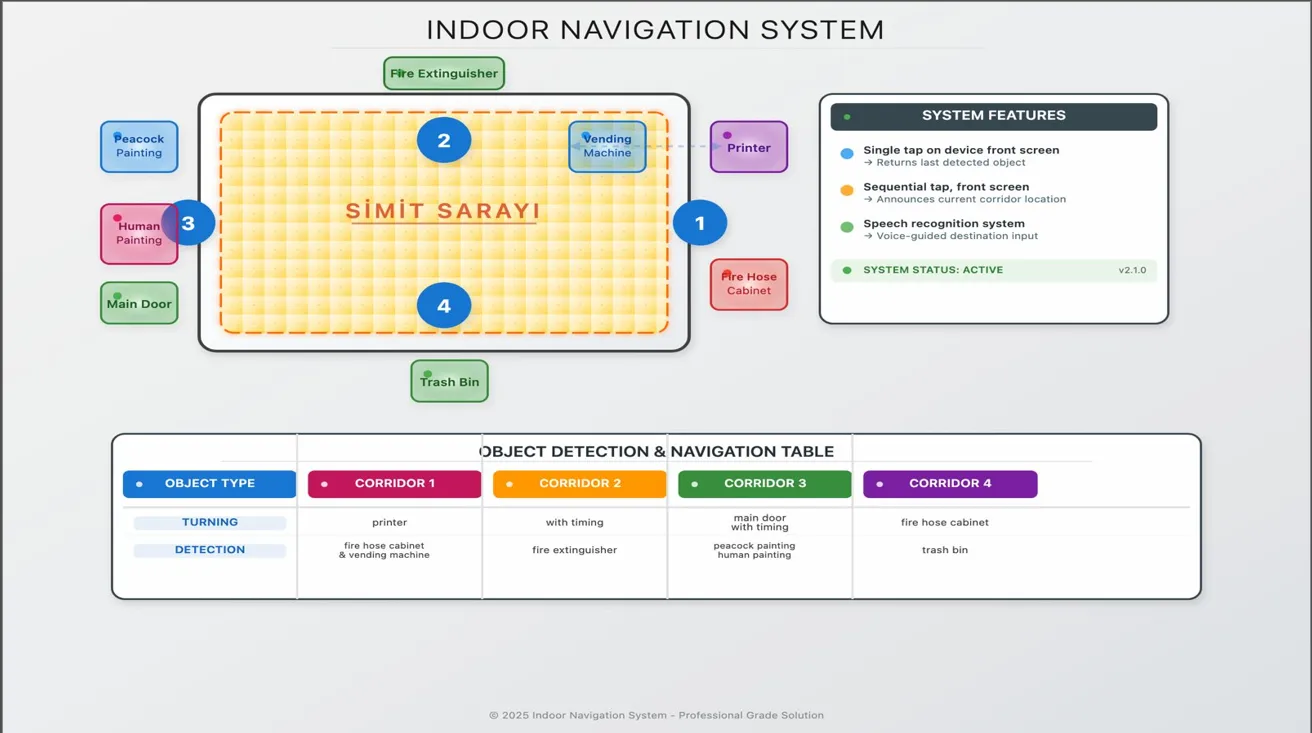 INDOOR NAVIGATION SYSTEM
Fire Extinguisher
Peacock
Painting
2
Vending
Machine
Printer
SİMİT SARAYI
Human
Painting
3
1
Main Door
4
Fire Hose
Cabinet
Trash Bin
SYSTEM FEATURES
Single tap on device front screen
→ Returns last detected object
Sequential tap, front screen
→ Announces current corridor location
Speech recognition system
→ Voice-guided destination input
SYSTEM STATUS: ACTIVE v2.1.0
OBJECT DETECTION & NAVIGATION TABLE
OBJECT TYPE CORRIDOR 1 CORRIDOR 2 CORRIDOR 3 CORRIDOR 4
TURNING
printer
with timing
main door
with timing
fire hose cabinet
DETECTION
fire hose cabinet
& vending machine
fire extinguisher
peacock painting
human painting
trash bin
© 2025 Indoor Navigation System - Professional Grade Solution